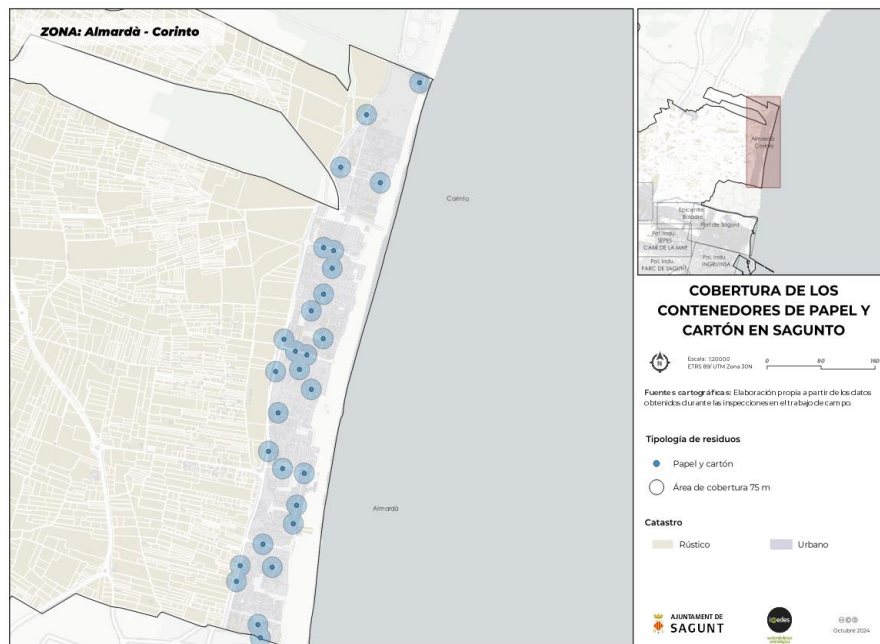 ZONA: Almardà - Corinto
Corinto
Almardà
Almardà
Corinto
Epicentro
Baladre
Port de Sagunt
Pol. Indu.
SEPES
CAMÍ DE LA MAR
Pol. Indu.
PARC DE SAGUNT
Pol. Indu.
INGRUINSA
COBERTURA DE LOS
CONTENEDORES DE PAPEL Y
CARTÓN EN SAGUNTO
N
Escala: 1:20000
ETRS 89/ UTM Zona 30N
0 80 160
Fuentes cartográficas: Elaboración propia a partir de los datos
obtenidos durante las inspecciones en el trabajo de campo.
Tipología de residuos
Papel y cartón
Área de cobertura 75 m
Catastro
Rústico Urbano
AJUNTAMENT DE
SAGUNT
Octubre 2024